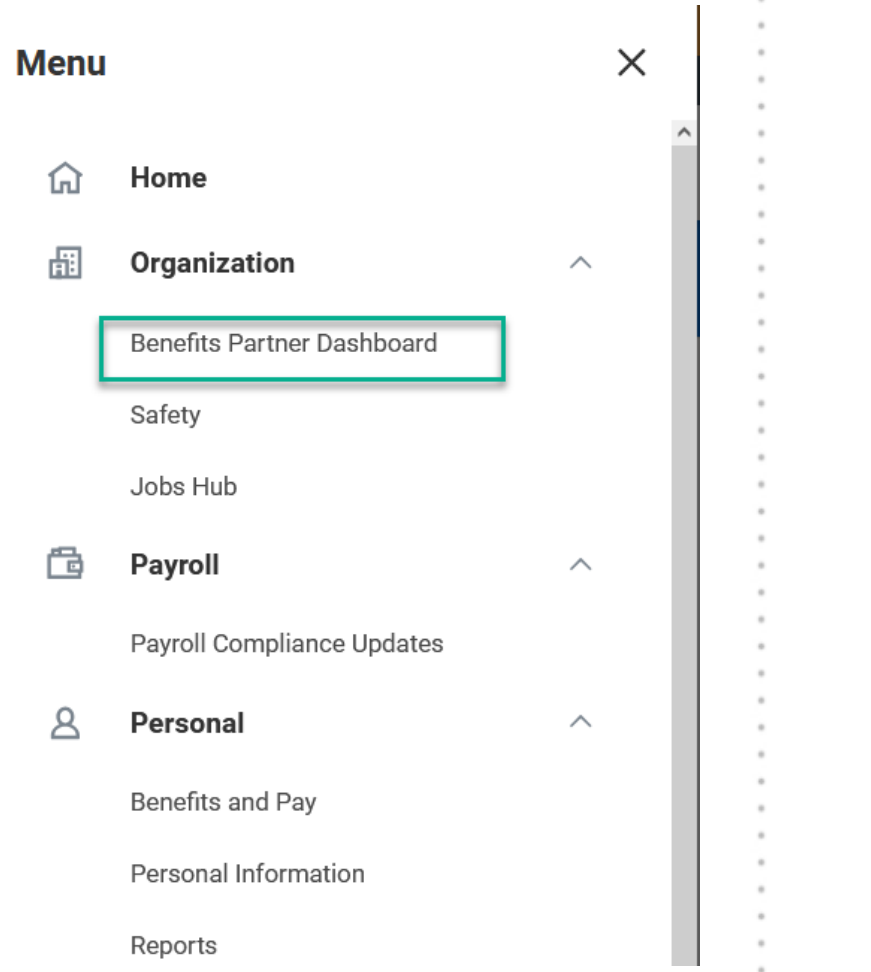 Menu
Home
Organization
Benefits Partner Dashboard
Safety
Jobs Hub
Payroll
Payroll Compliance Updates
Personal
Benefits and Pay
Personal Information
Reports